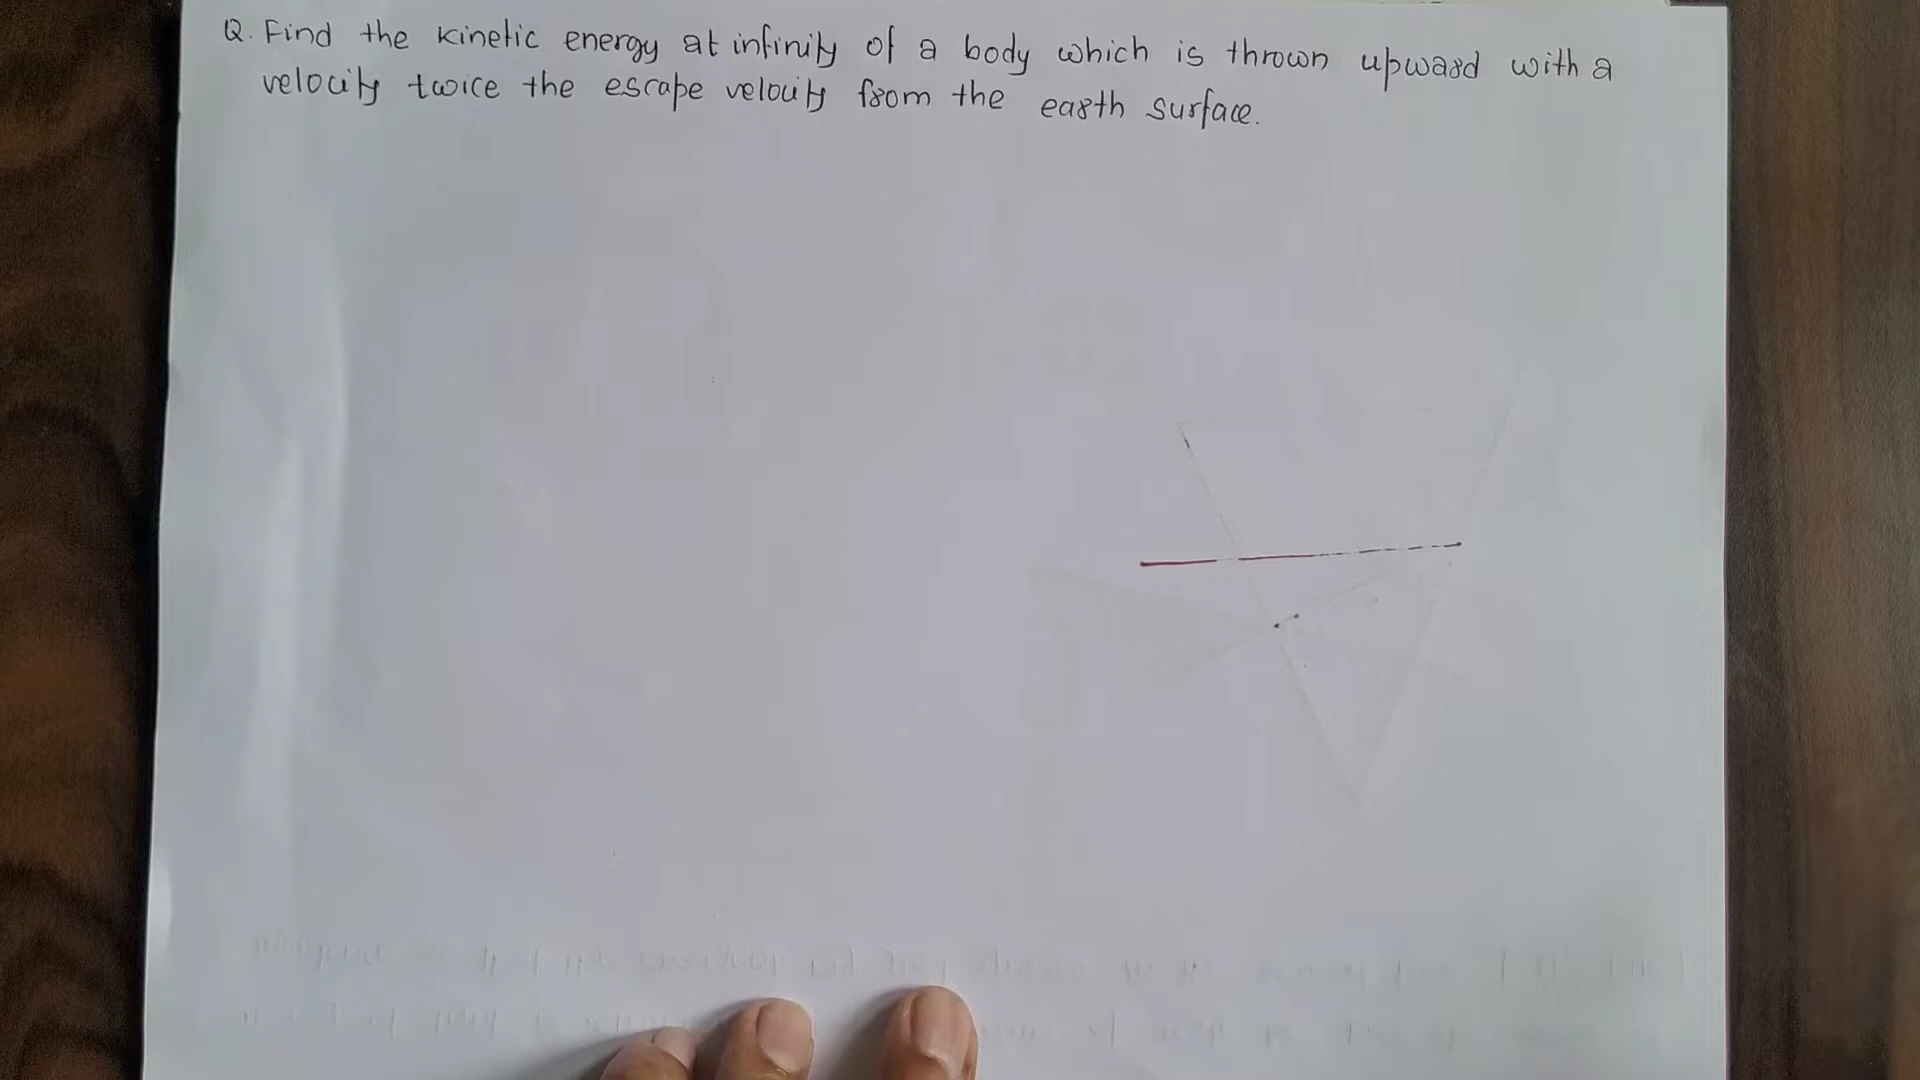 Q. Find the kinetic energy at infinity of a body which is thrown upward with a
velocity twice the escape velocity from the earth surface.